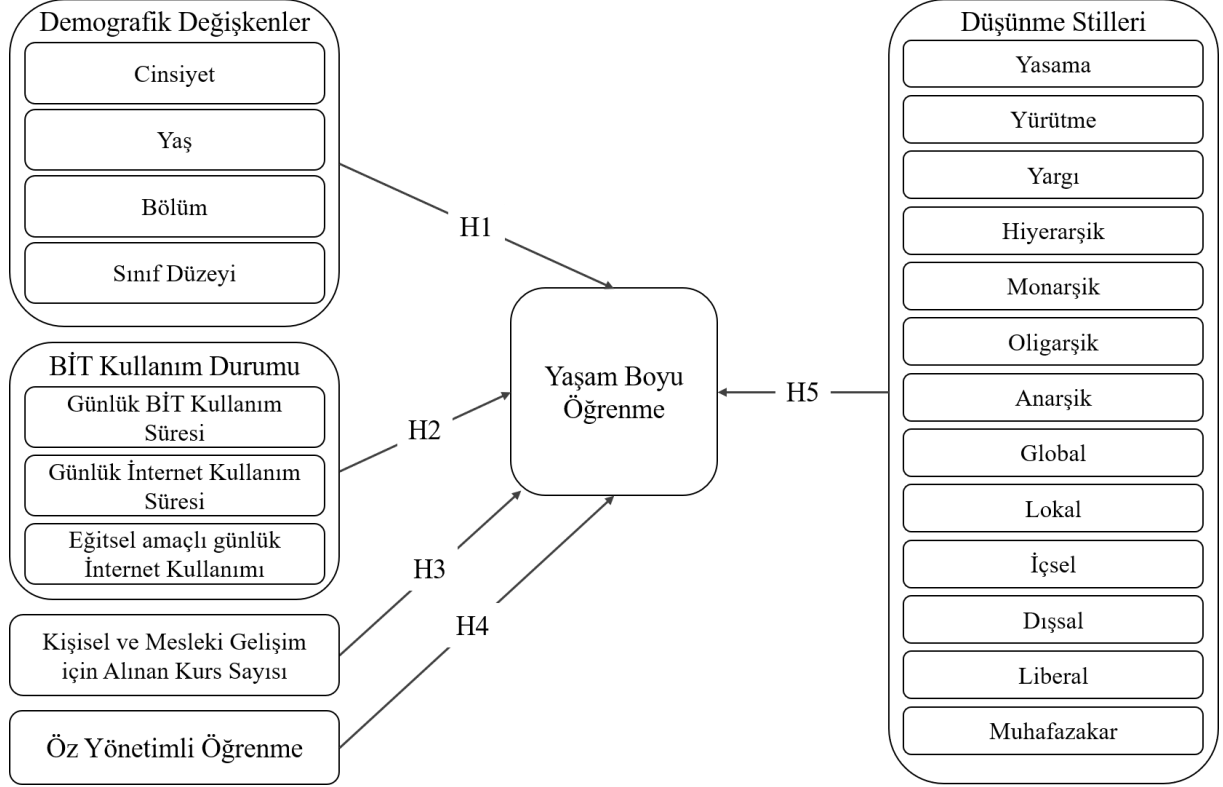 Demografik Değişkenler
Cinsiyet
Yaş
Bölüm
Sınıf Düzeyi
BİT Kullanım Durumu
Günlük BİT Kullanım
Süresi
Günlük İnternet Kullanım
Süresi
Eğitsel amaçlı günlük
İnternet Kullanımı
Kişisel ve Mesleki Gelişim
için Alınan Kurs Sayısı
Öz Yönetimli Öğrenme
H1
H2
H3
H4
Yaşam Boyu
Öğrenme
H5
Düşünme Stilleri
Yasama
Yürütme
Yargı
Hiyerarşik
Monarşik
Oligarşik
Anarşik
Global
Lokal
İçsel
Dışsal
Liberal
Muhafazakar